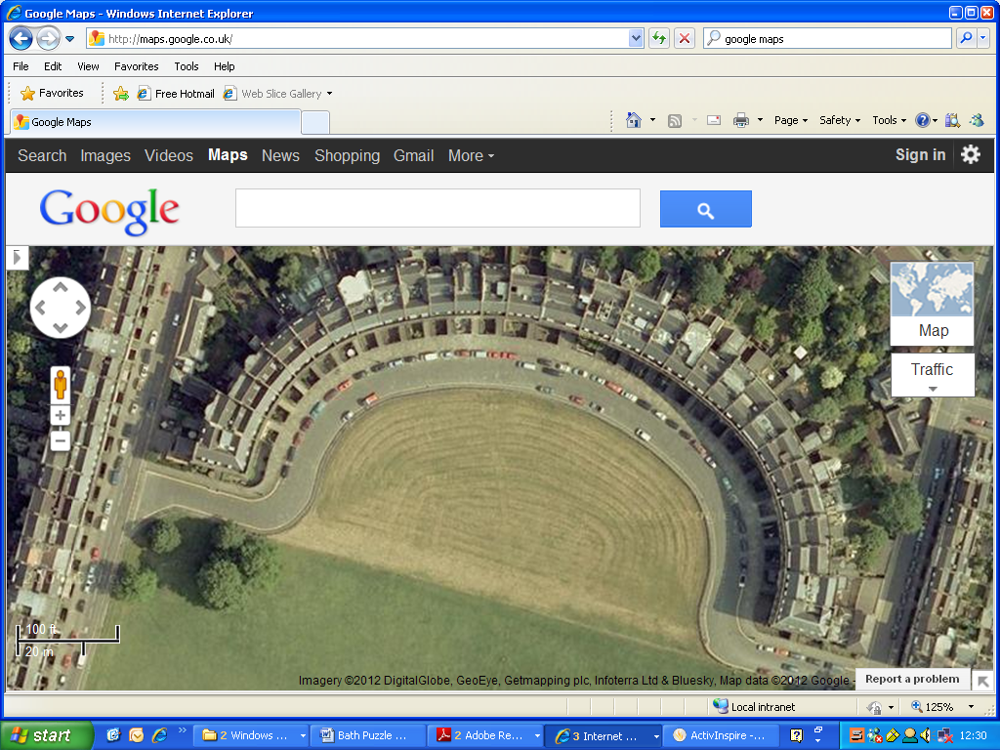 Google Maps - Windows Internet Explorer
http://maps.google.co.uk/
google maps
File Edit View Favorites Tools Help
Favorites Free Hotmail Web Slice Gallery
Google Maps
Page Safety Tools
Search Images Videos Maps News Shopping Gmail More Sign in
Google
Map
Traffic
100 ft
20 m
Imagery ©2012 DigitalGlobe, GeoEye, Getmapping plc, Infoterra Ltd & Bluesky, Map data ©2012 Google -
Report a problem
Local intranet 125%
start 2 Windows ... Bath Puzzle ... 2 Adobe Re... 3 Internet ... ActivInspire -... 12:30